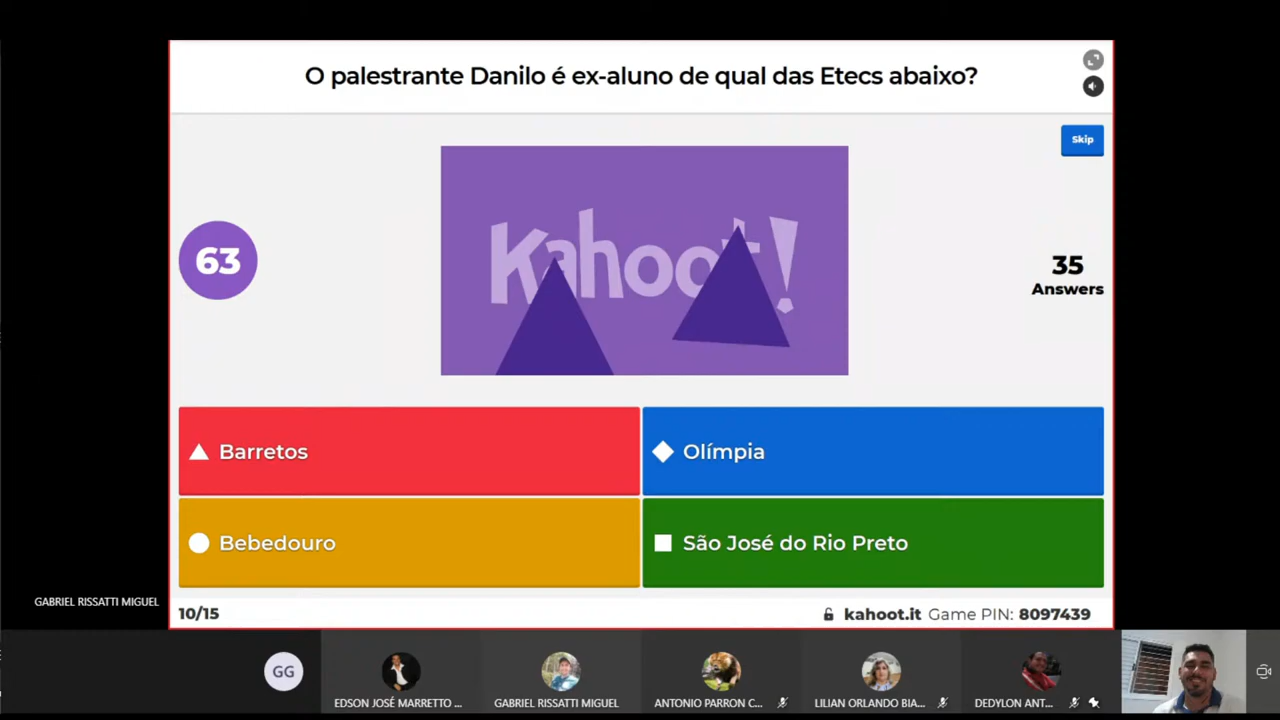 O palestrante Danilo é ex-aluno de qual das Etecs abaixo?
Skip
Kahoot!
63
35
Answers
Barretos
Olímpia
Bebedouro
São José do Rio Preto
GABRIEL RISSATTI MIGUEL
10/15
kahoot.it Game PIN: 8097439
GG
EDSON JOSÉ MARRETTO ...
GABRIEL RISSATTI MIGUEL
ANTONIO PARRON C...
LILIAN ORLANDO BIA...
DEDYLON ANT...